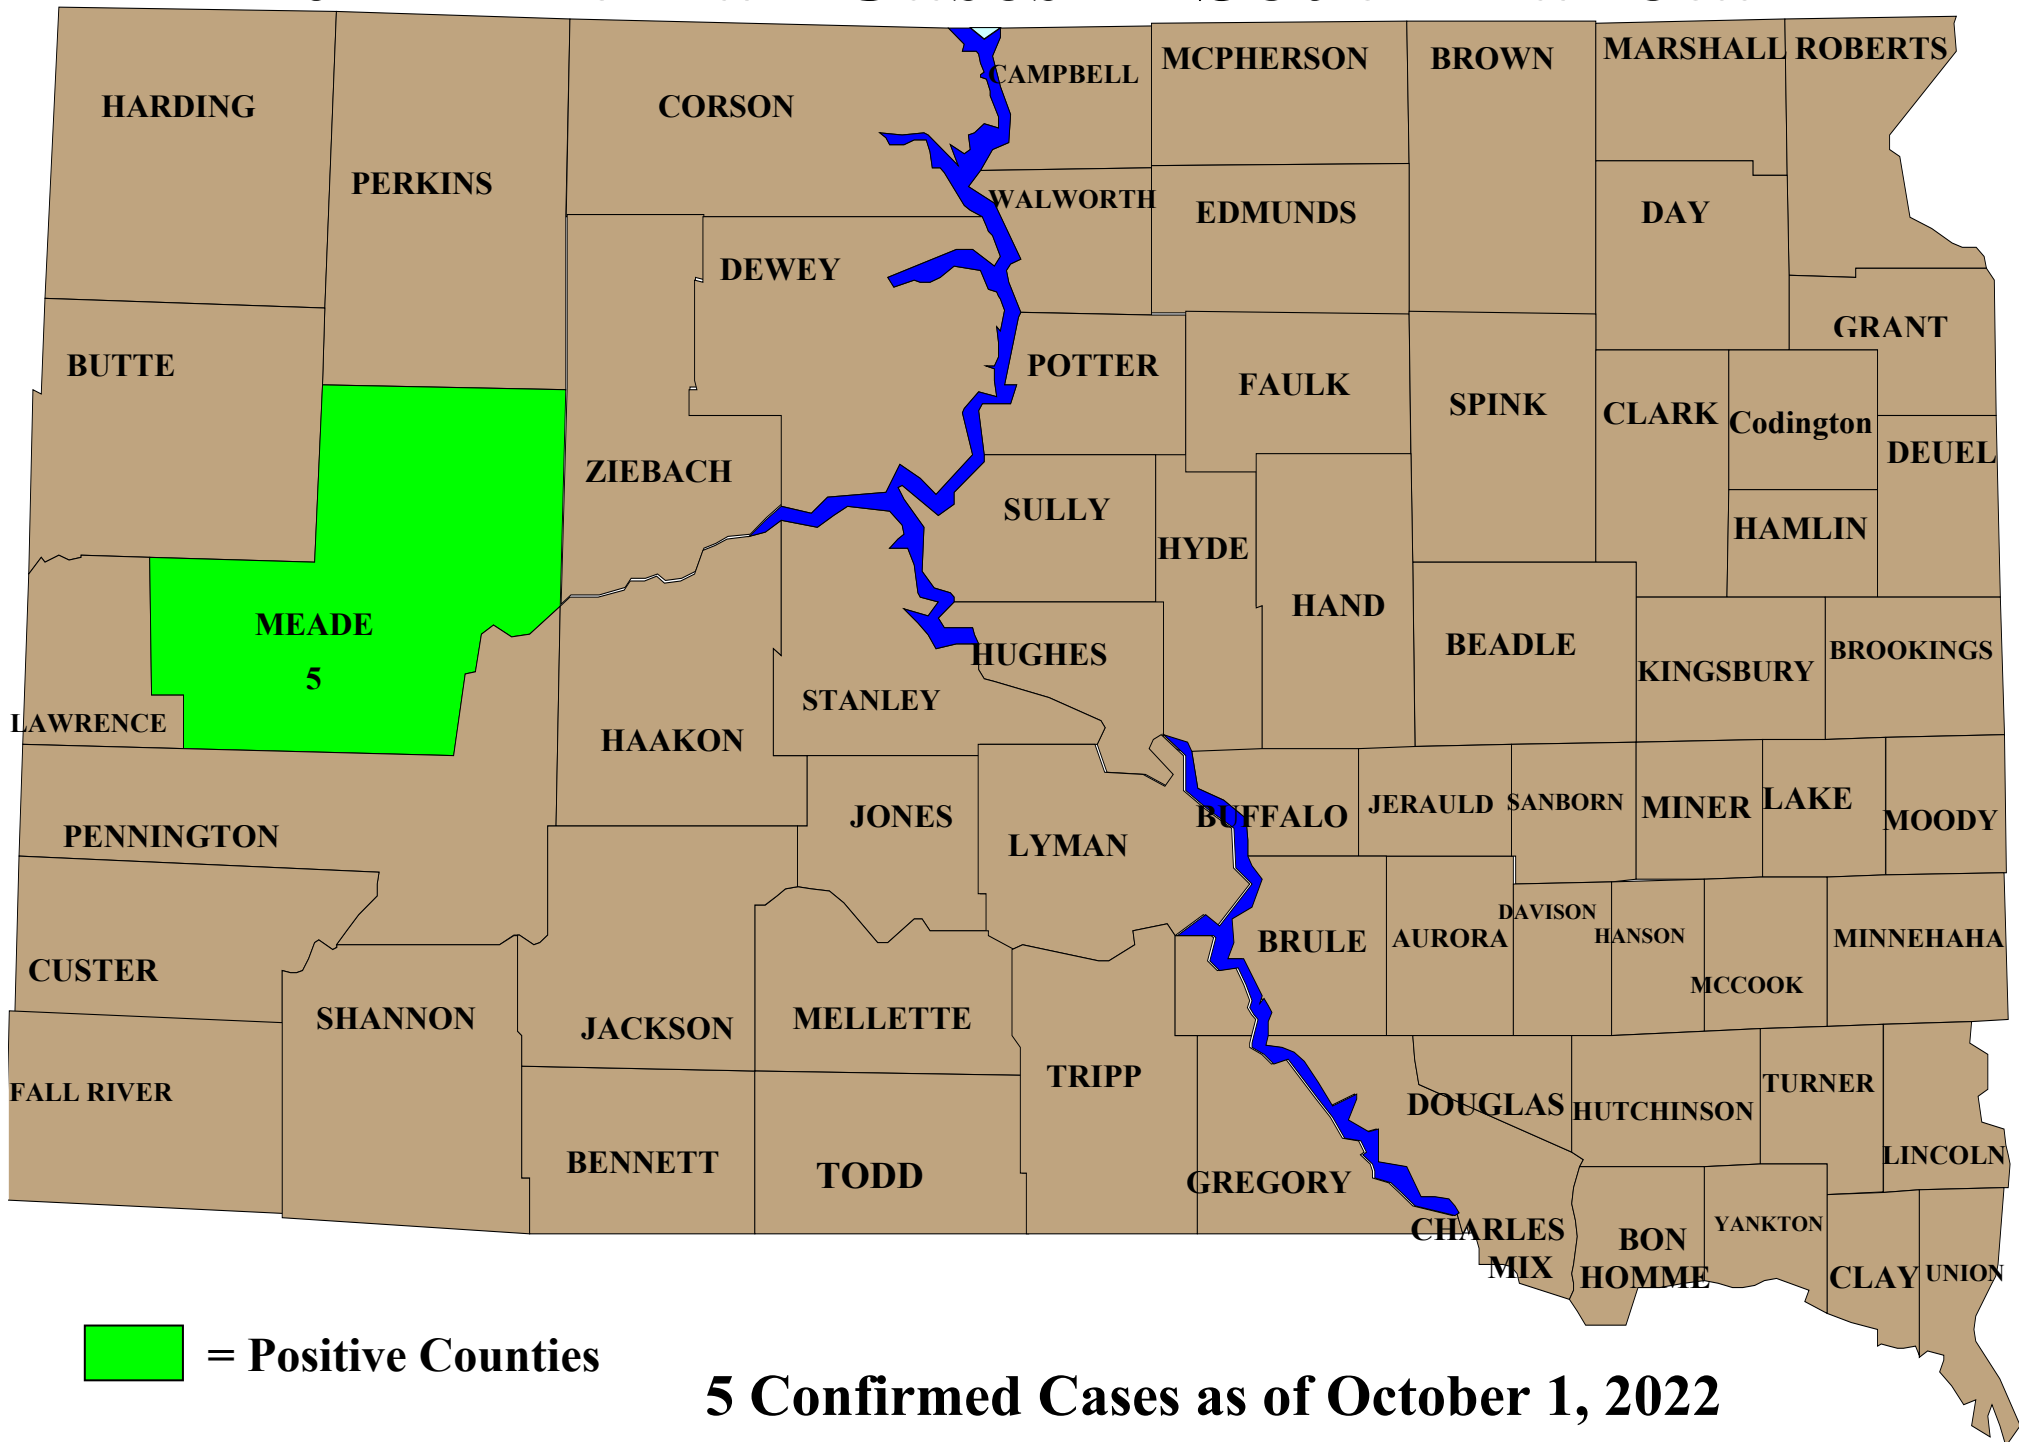 HARDING
PERKINS
CORSON
CAMPBELL
MCPHERSON
BROWN
MARSHALL
ROBERTS
WALWORTH
EDMUNDS
DAY
DEWEY
BUTTE
GRANT
POTTER
FAULK
SPINK
CLARK
Codington
DEUEL
ZIEBACH
SULLY
HYDE
HAMLIN
MEADE
5
HAND
BEADLE
HUGHES
KINGSBURY
BROOKINGS
STANLEY
LAWRENCE
HAAKON
PENNINGTON
JONES
LYMAN
BUFFALO
JERAULD
SANBORN
MINER
LAKE
MOODY
CUSTER
SHANNON
JACKSON
MELLETTE
BRULE
AURORA
DAVISON
HANSON
MCCOOK
MINNEHAHA
FALL RIVER
TRIPP
DOUGLAS
HUTCHINSON
TURNER
LINCOLN
BENNETT
TODD
GREGORY
CHARLES
MIX
BON
HOMME
YANKTON
CLAY
UNION
= Positive Counties
5 Confirmed Cases as of October 1, 2022